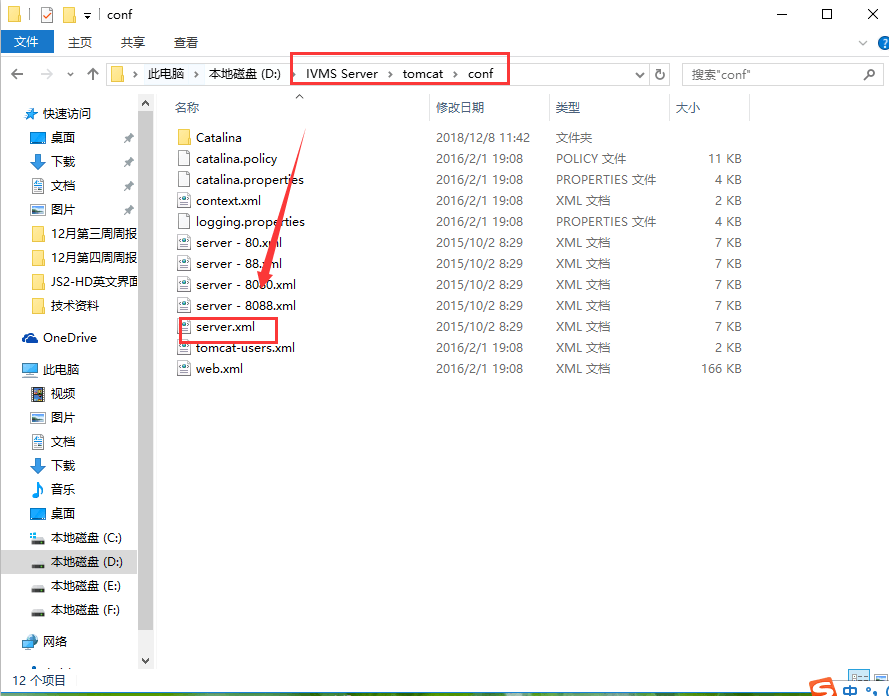 conf
文件 主页 共享 查看
此电脑 本地磁盘 (D:) IVMS Server tomcat conf 搜索"conf"
名称 修改日期 类型 大小
Catalina 2018/12/8 11:42 文件夹
catalina.policy 2016/2/1 19:08 POLICY 文件 11 KB
catalina.properties 2016/2/1 19:08 PROPERTIES 文件 4 KB
context.xml 2016/2/1 19:08 XML 文档 2 KB
logging.properties 2016/2/1 19:08 PROPERTIES 文件 4 KB
server - 80.xml 2015/10/2 8:29 XML 文档 7 KB
server - 88.xml 2015/10/2 8:29 XML 文档 7 KB
server - 8080.xml 2015/10/2 8:29 XML 文档 7 KB
server - 8088.xml 2015/10/2 8:29 XML 文档 7 KB
server.xml 2015/10/2 8:29 XML 文档 7 KB
tomcat-users.xml 2016/2/1 19:08 XML 文档 2 KB
web.xml 2016/2/1 19:08 XML 文档 166 KB
快速访问
桌面
下载
文档
图片
12月第三周周报
12月第四周周报
JS2-HD英文界面
技术资料
OneDrive
此电脑
视频
图片
文档
下载
音乐
桌面
本地磁盘 (C:)
本地磁盘 (D:)
本地磁盘 (E:)
本地磁盘 (F:)
网络
12 个项目
中